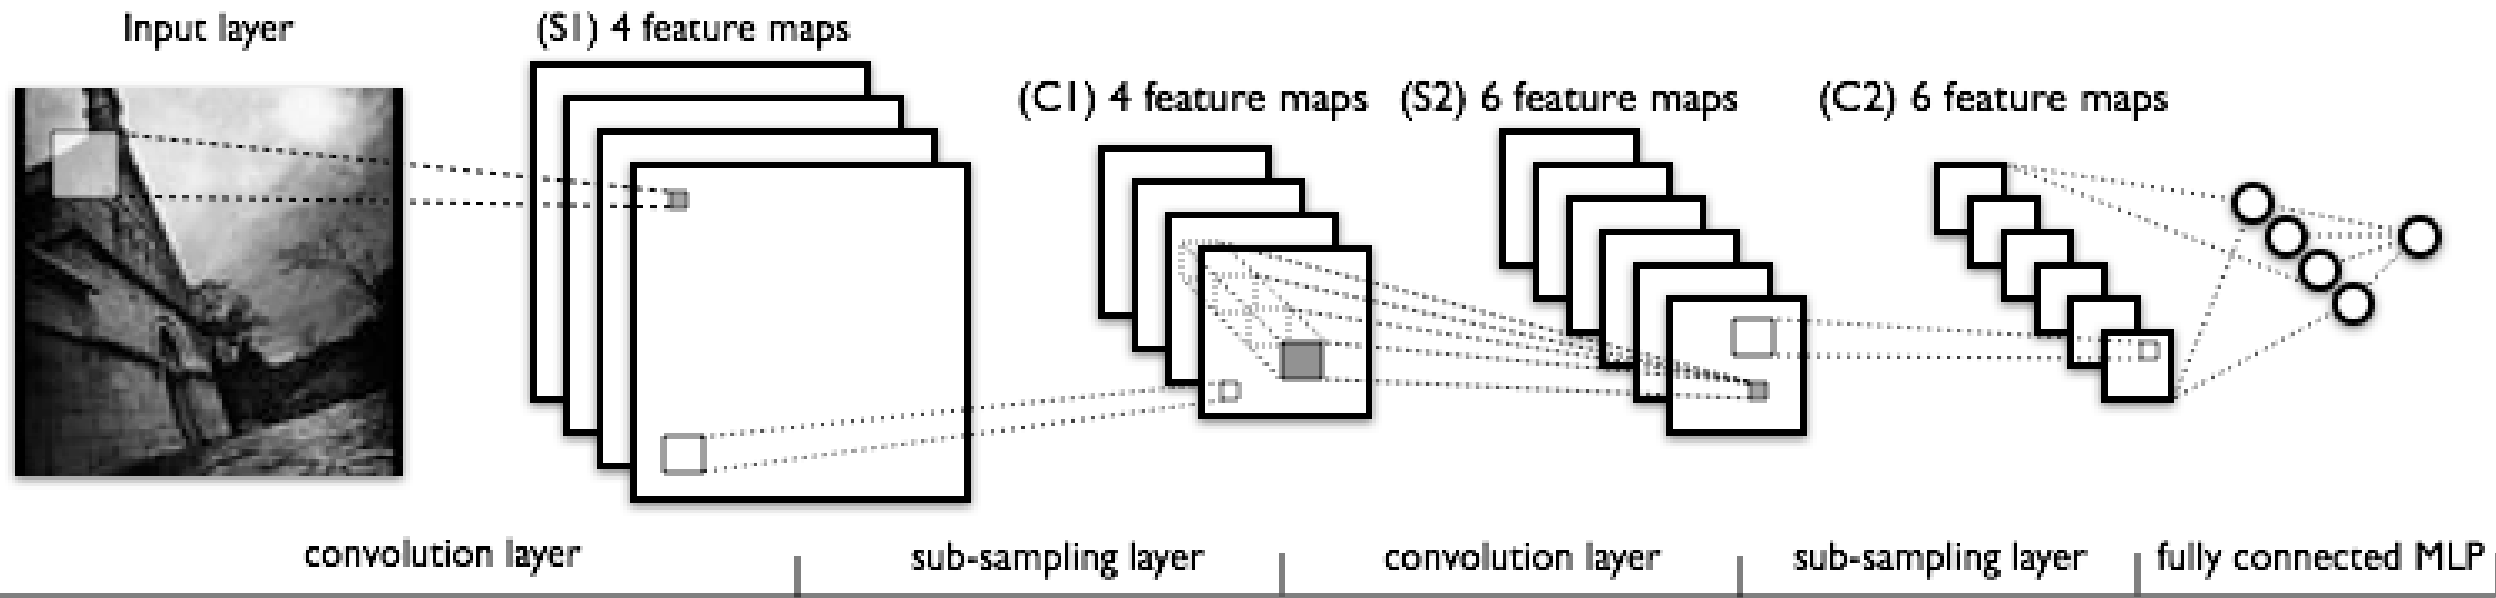 Input layer
(S1) 4 feature maps
(C1) 4 feature maps
(S2) 6 feature maps
(C2) 6 feature maps
convolution layer
sub-sampling layer
convolution layer
sub-sampling layer
fully connected MLP